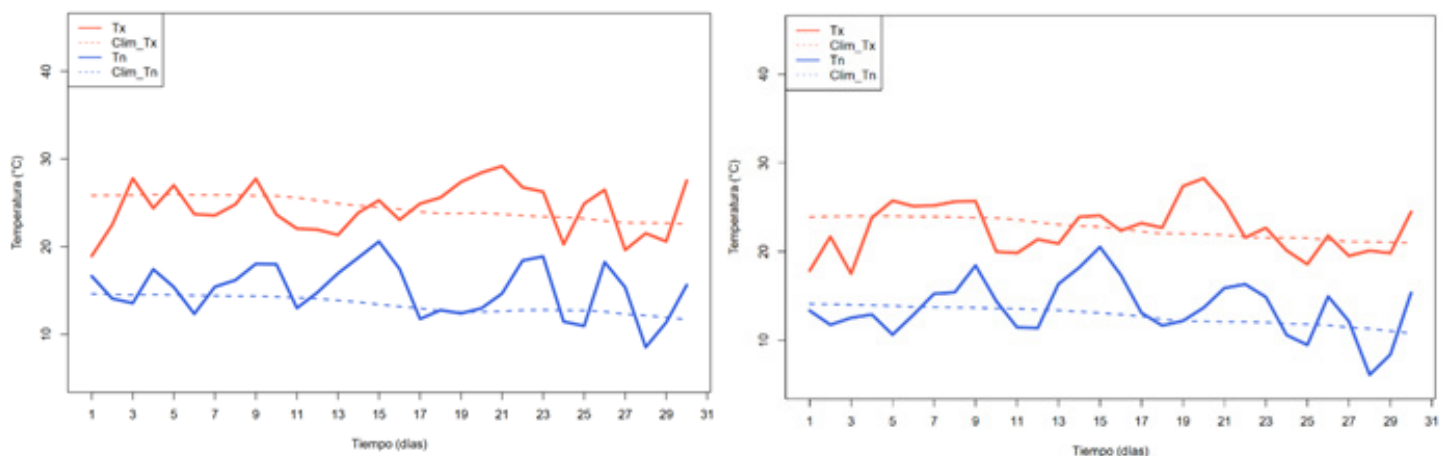 Tx
Clim_Tx
Tn
Clim_Tn
Temperatura (°C)
40
30
20
10
1 3 5 7 9 11 13 15 17 19 21 23 25 27 29 31
Tiempo (días)
Tx
Clim_Tx
Tn
Clim_Tn
Temperatura (°C)
40
30
20
10
1 3 5 7 9 11 13 15 17 19 21 23 25 27 29 31
Tiempo (días)